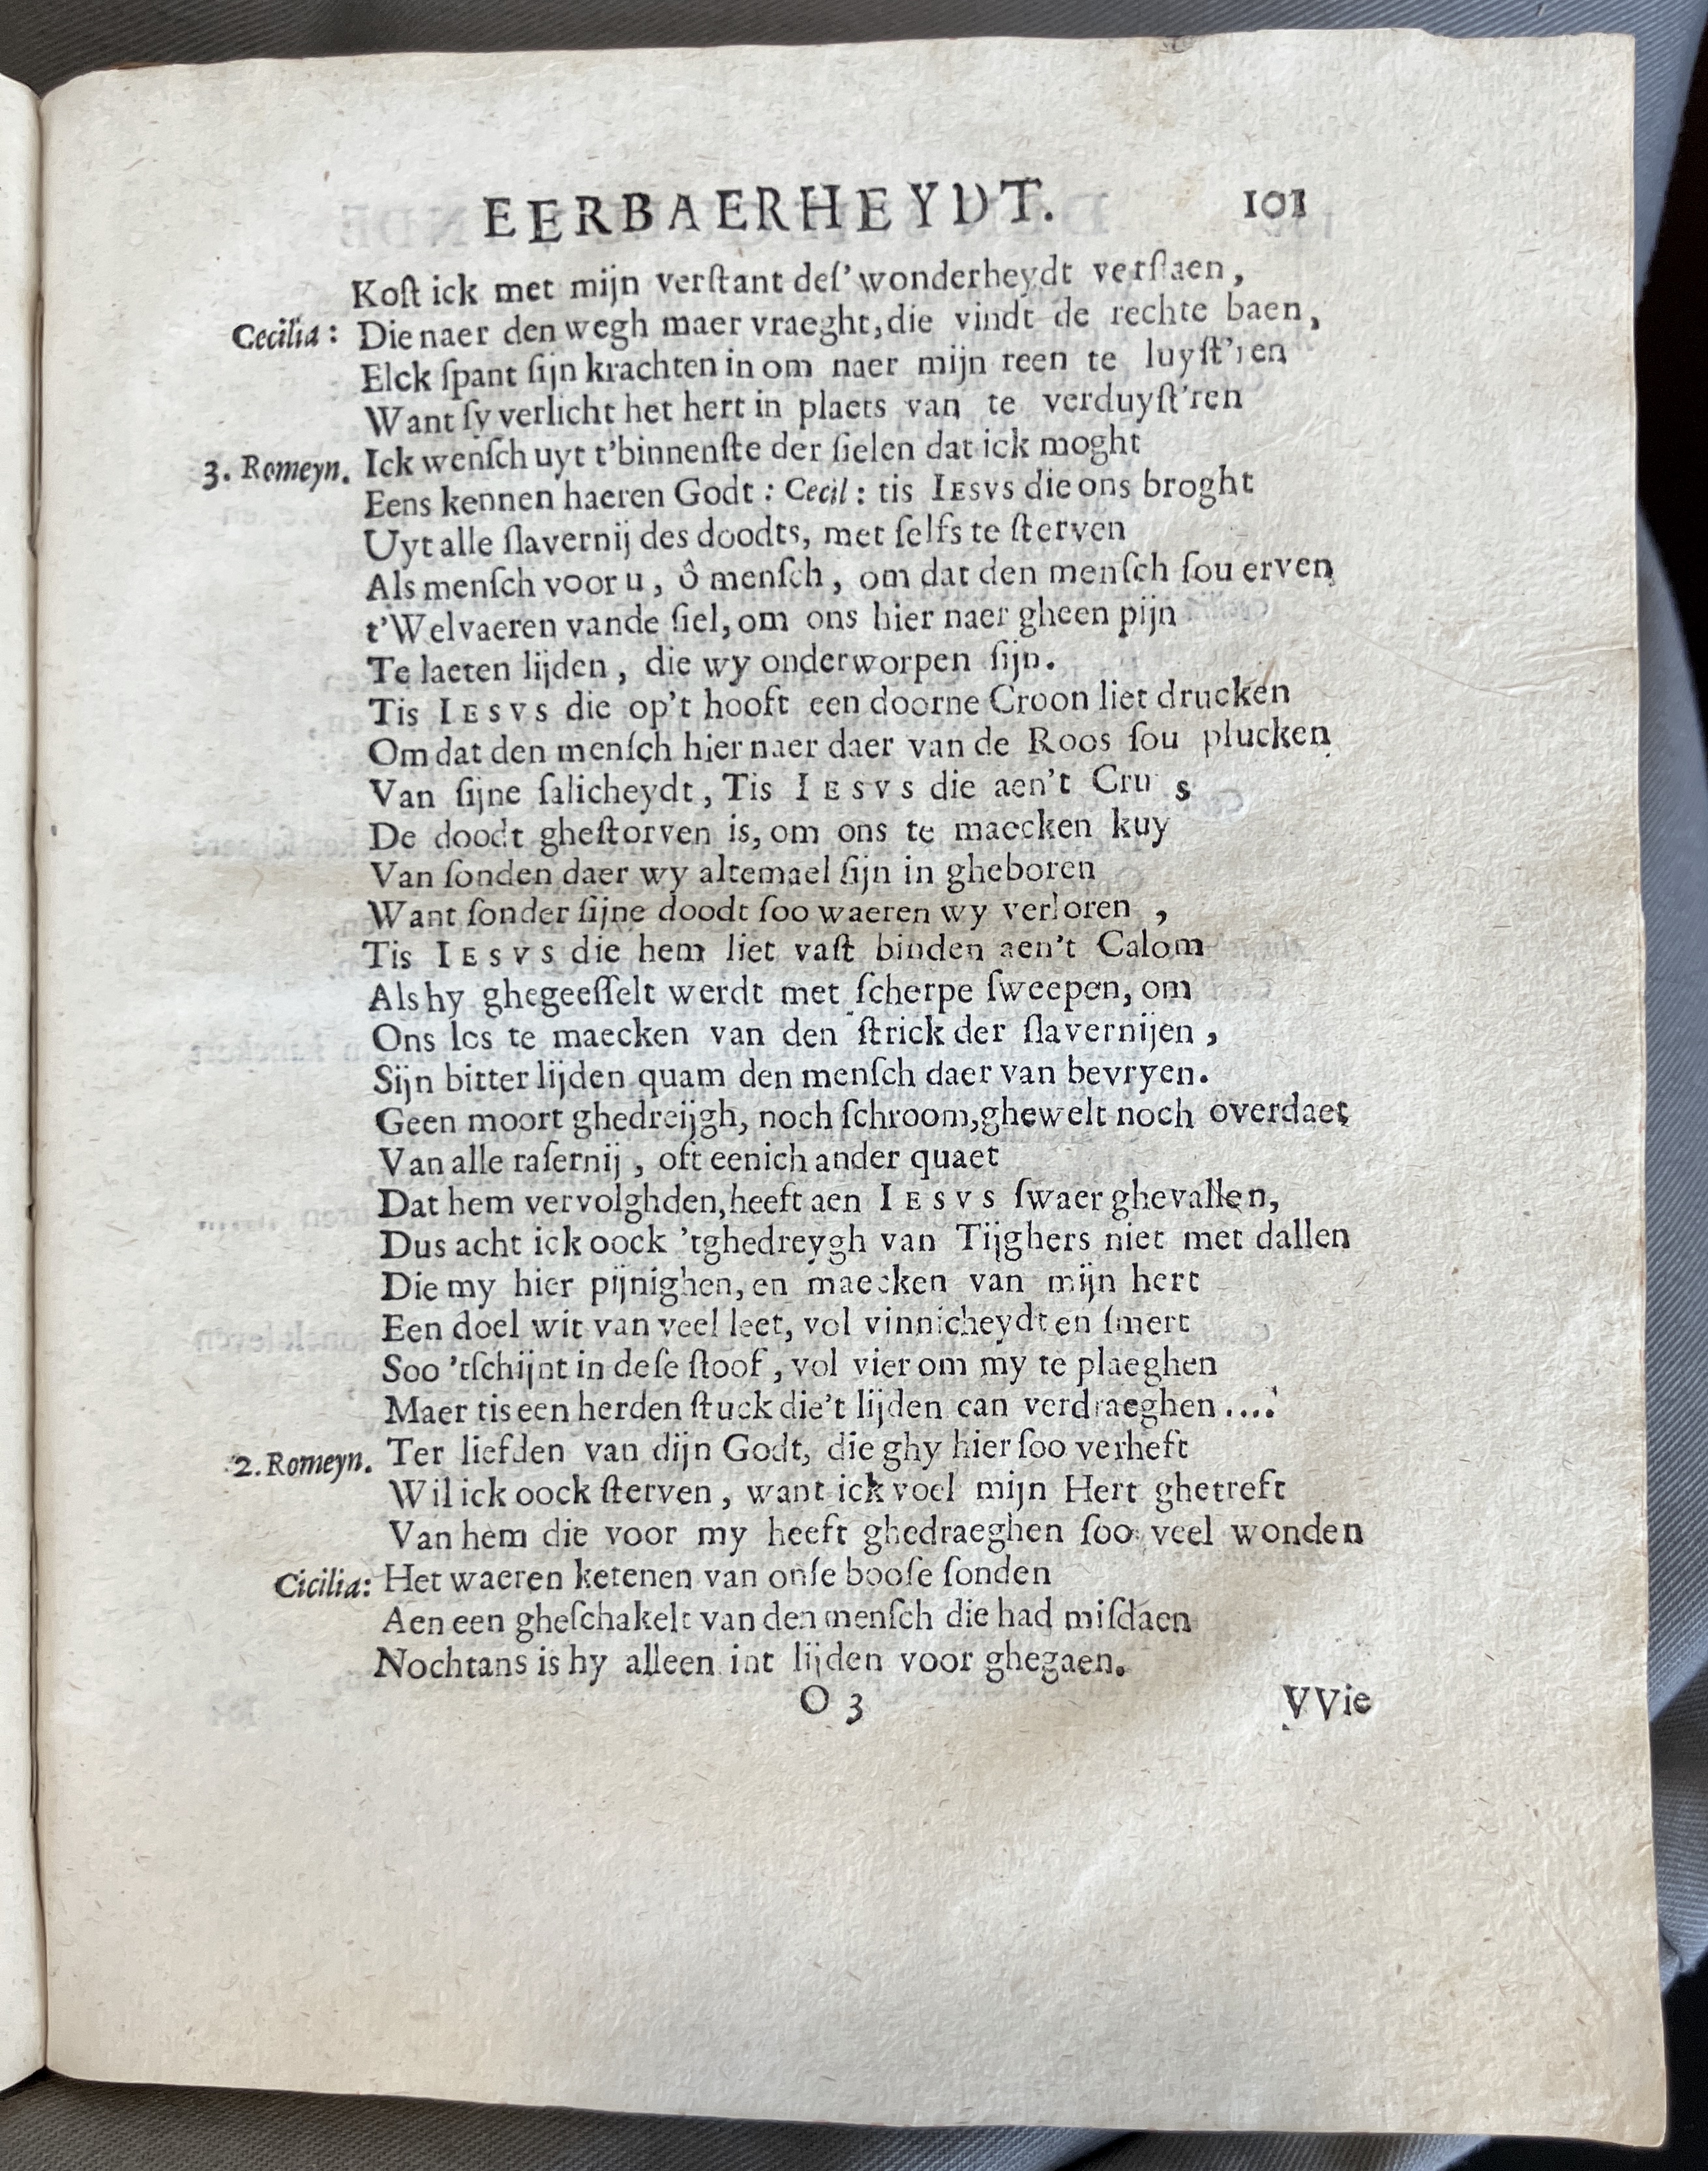 EERBAERHEYDT. 101
Koſt ick met mijn verſtant deſ' wonderheydt verſtaen,
Cecilia: Die naer den wegh maer vraeght, die vindt de rechte baen,
Elck ſpant ſijn krachten in om naer mijn reen te luyſt'ren
Want ſy verlicht het hert in plaets van te verduyſt'ren
3. Romeyn. Ick wenſch uyt t'binnenſte der ſielen dat ick moght
Eens kennen haeren Godt: Cecil: tis IESVS die ons broght
Uyt alle ſlavernij des doodts, met ſelfs te ſterven
Als menſch voor u, ô menſch, om dat den menſch ſou erven
t'Welvaeren vande ſiel, om ons hier naer gheen pijn
Te laeten lijden, die wy onderworpen ſijn.
Tis IESVS die op't hooft een doorne Croon liet drucken
Om dat den menſch hier naer daer van de Roos ſou plucken
Van ſijne ſalicheydt, Tis IESVS die aen't Cru s
De doodt gheſtorven is, om ons te maecken kuy
Van ſonden daer wy altemael ſijn in gheboren
Want ſonder ſijne doodt ſoo waeren wy verloren,
Tis IESVS die hem liet vaſt binden aen't Calom
Als hy ghegeeſſelt werdt met ſcherpe ſweepen, om
Ons los te maecken van den ſtrick der ſlavernijen,
Sijn bitter lijden quam den menſch daer van bevryen.
Geen moort ghedreijgh, noch ſchroom, ghewelt noch overdaet
Van alle raſernij, oft eenich ander quaet
Dat hem vervolghden, heeft aen IESVS ſwaer ghevallen,
Dus acht ick oock 'tghedreygh van Tijghers niet met dallen
Die my hier pijnighen, en maecken van mijn hert
Een doel wit van veel leet, vol vinnicheydt en ſmert
Soo 'tſchijnt in deſe ſtoof, vol vier om my te plaeghen
Maer tis een herden ſtuck die't lijden can verdraeghen....
2. Romeyn. Ter liefden van dijn Godt, die ghy hier ſoo verheft
Wil ick oock ſterven, want ick voel mijn Hert ghetreft
Van hem die voor my heeft ghedraeghen ſoo veel wonden
Cicilia: Het waeren ketenen van onſe booſe ſonden
Aen een gheſchakelt van den menſch die had miſdaen
Nochtans is hy alleen int lijden voor ghegaen.
O 3 VVie